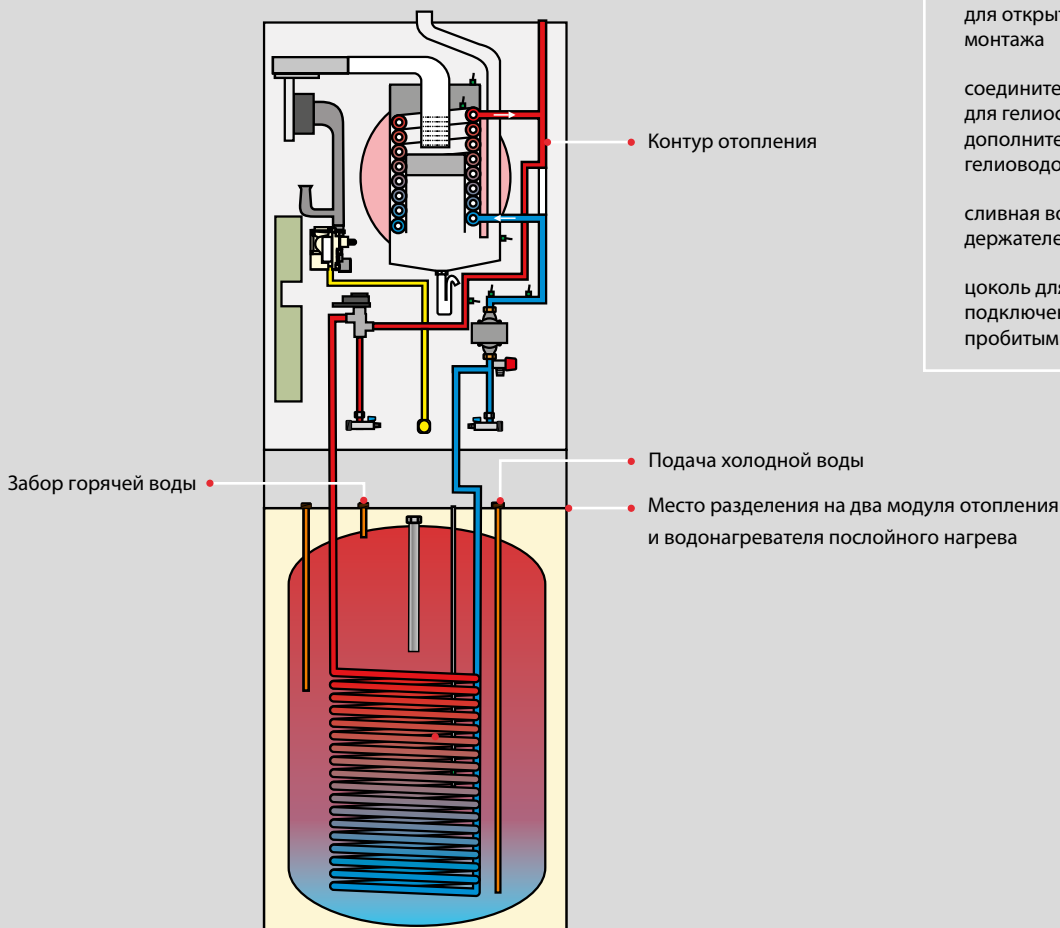 для открыт
монтажа
соедините
для гелиос
дополните
гелиоводо
сливная во
держателе
цоколь для
подключен
пробитым
Контур отопления
Забор горячей воды
Подача холодной воды
Место разделения на два модуля отопления
и водонагревателя послойного нагрева